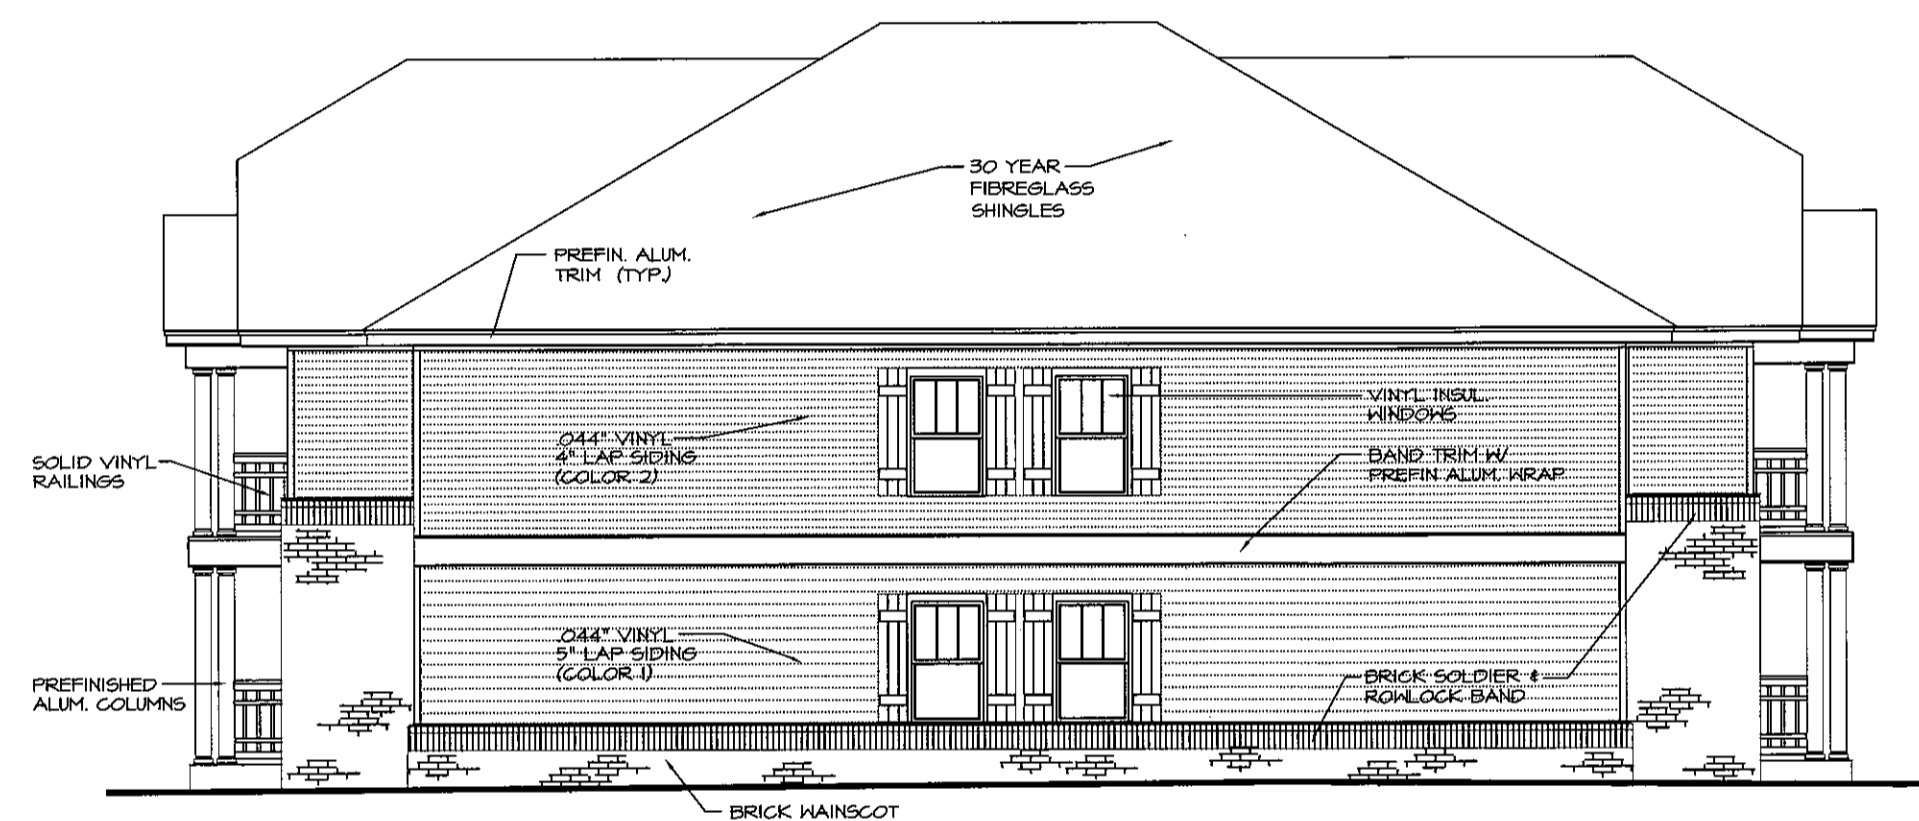 30 YEAR
FIBREGLASS
SHINGLES
PREFIN. ALUM.
TRIM (TYP.)
VINYL INSUL.
WINDOWS
.044" VINYL
4" LAP SIDING
(COLOR 2)
BAND TRIM W/
PREFIN ALUM. WRAP
SOLID VINYL
RAILINGS
.044" VINYL
5" LAP SIDING
(COLOR 1)
BRICK SOLDIER &
ROWLOCK BAND
PREFINISHED
ALUM. COLUMNS
BRICK WAINSCOT